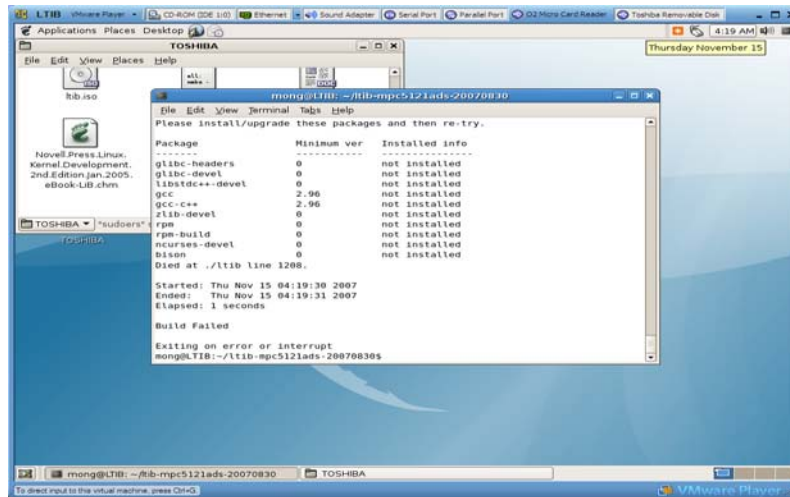 LTIB VMware Player CD-ROM (IDE 1:0) Ethernet Sound Adapter Serial Port Parallel Port O2 Micro Card Reader Toshiba Removable Disk
Applications Places Desktop 4:19 AM
Thursday November 15
TOSHIBA
File Edit View Places Help
ltib.iso
Novell.Press.Linux.
Kernel.Development.
2nd.Edition.Jan.2005.
eBook-LiB.chm
TOSHIBA "sudoers"
TOSHIBA
mong@LTIB: ~/ltib-mpc5121ads-20070830
File Edit View Terminal Tabs Help
Please install/upgrade these packages and then re-try.
Package Minimum ver Installed info
------- ----------- ---------------
glibc-headers 0 not installed
glibc-devel 0 not installed
libstdc++-devel 0 not installed
gcc 2.96 not installed
gcc-c++ 2.96 not installed
zlib-devel 0 not installed
rpm 0 not installed
rpm-build 0 not installed
ncurses-devel 0 not installed
bison 0 not installed
Died at ./ltib line 1208.
Started: Thu Nov 15 04:19:30 2007
Ended: Thu Nov 15 04:19:31 2007
Elapsed: 1 seconds
Build Failed
Exiting on error or interrupt
mong@LTIB:~/ltib-mpc5121ads-20070830$
mong@LTIB: ~/ltib-mpc5121ads-20070830 TOSHIBA
To direct input to this virtual machine, press Ctrl+G. VMware Player